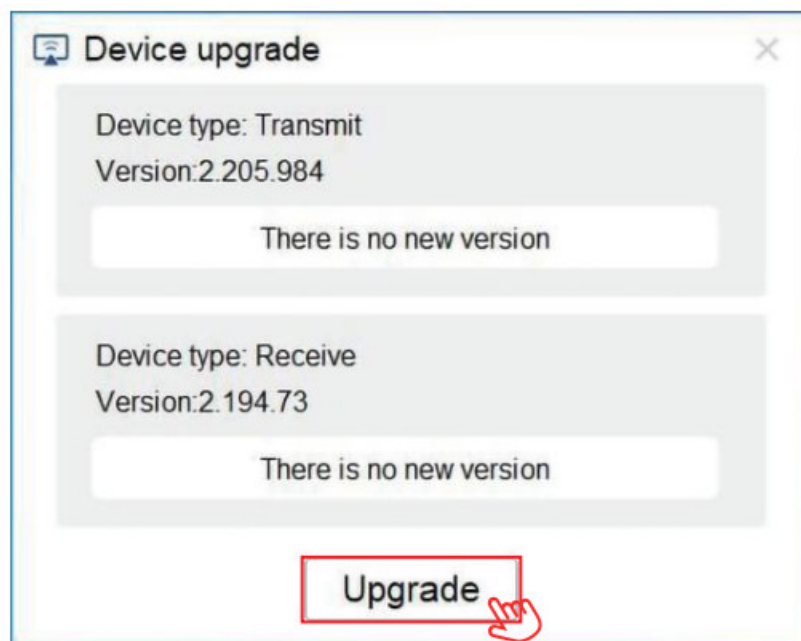 Device upgrade
Device type: Transmit
Version:2.205.984
There is no new version
Device type: Receive
Version:2.194.73
There is no new version
Upgrade